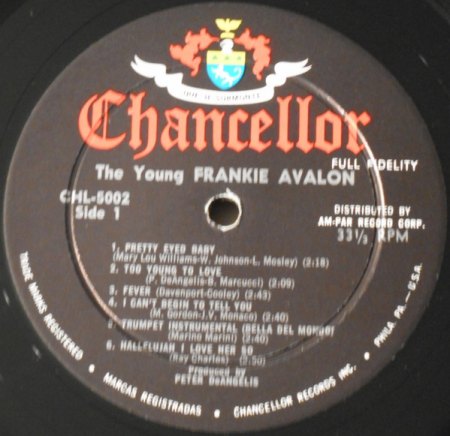 Chancellor
FULL FIDELITY
The Young FRANKIE AVALON
CHL-5002
Side 1
DISTRIBUTED BY
AM-PAR RECORD CORP.
33⅓ RPM
1. PRETTY EYED BABY
(Mary Lou Williams-W. Johnson-L. Mosley) (2:18)
2. TOO YOUNG TO LOVE
(P. DeAngelis-B. Marcucci) (2:09)
3. FEVER (Davenport-Cooley) (2:43)
4. I CAN'T BEGIN TO TELL YOU
(M. Gordon-J.V. Monaco) (2:40)
5. TRUMPET INSTRUMENTAL (BELLA DEL MONDO)
(Marino Marini) (2:20)
6. HALLELUJAH I LOVE HER SO
(Ray Charles) (2:50)
Produced by
PETER DeANGELIS
TRADE MARKS REGISTERED • MARCAS REGISTRADAS • CHANCELLOR RECORDS INC. • PHILA. PA.-U.S.A.